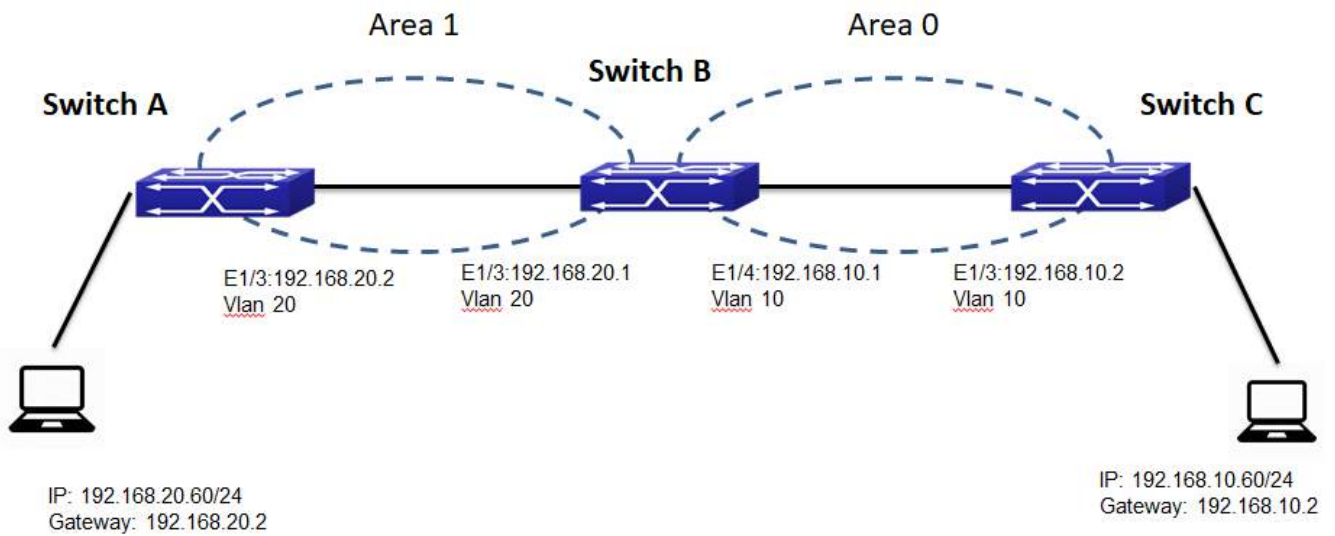 Area 1
Area 0
Switch B
Switch A
Switch C
E1/3:192.168.20.2
Vlan 20
E1/3:192.168.20.1
Vlan 20
E1/4:192.168.10.1
Vlan 10
E1/3:192.168.10.2
Vlan 10
IP: 192.168.20.60/24
Gateway: 192.168.20.2
IP: 192.168.10.60/24
Gateway: 192.168.10.2